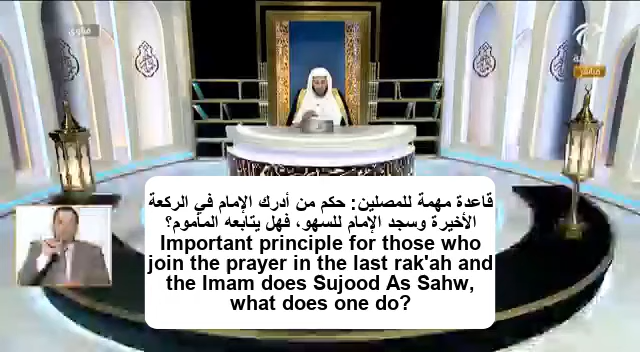 فتاوى
مباشر
قاعدة مهمة للمصلين: حكم من أدرك الإمام في الركعة
الأخيرة وسجد الإمام للسهو، فهل يتابعه المأموم؟
Important principle for those who
join the prayer in the last rak'ah and
the Imam does Sujood As Sahw,
what does one do?